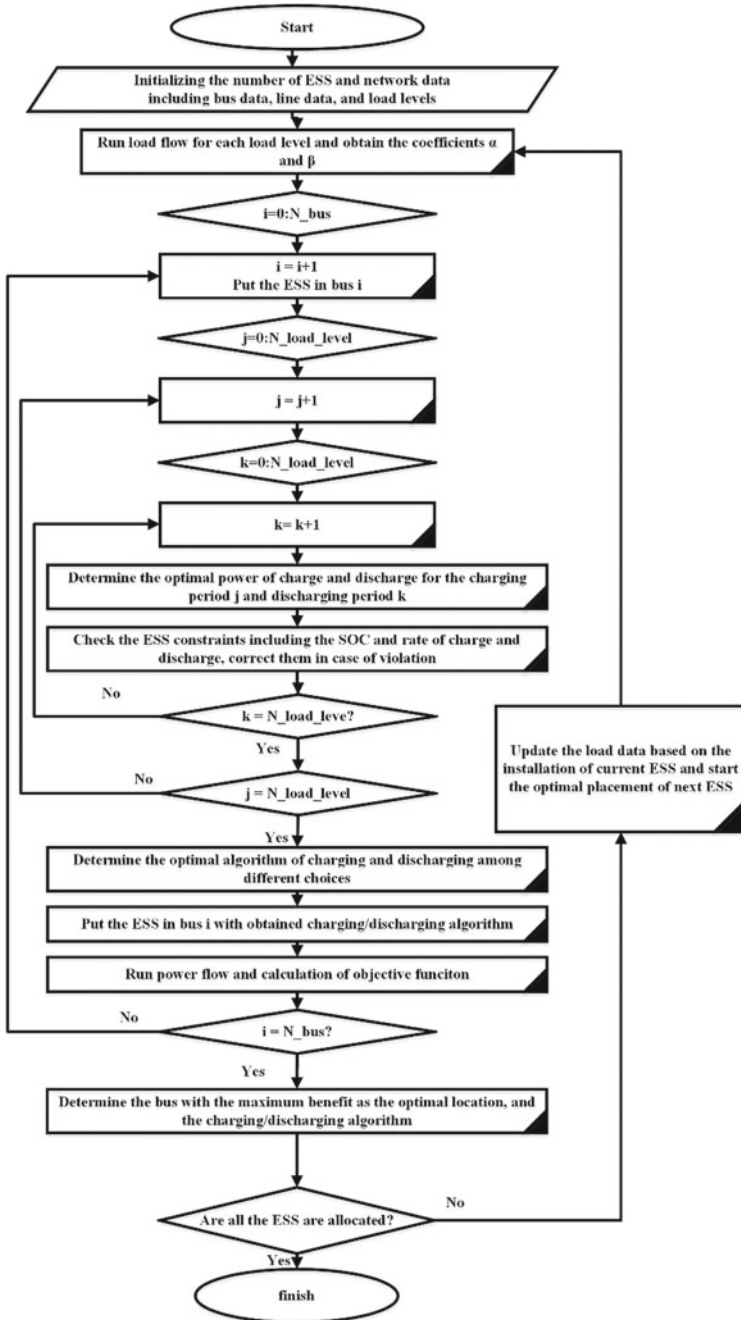 Start
Initializing the number of ESS and network data
including bus data, line data, and load levels
Run load flow for each load level and obtain the coefficients α
and β
i=0:N_bus
i = i+1
Put the ESS in bus i
j=0:N_load_level
j = j+1
k=0:N_load_level
k= k+1
Determine the optimal power of charge and discharge for the charging
period j and discharging period k
Check the ESS constraints including the SOC and rate of charge and
discharge, correct them in case of violation
No
k = N_load_leve?
Yes
No
j = N_load_level
Yes
Update the load data based on the
installation of current ESS and start
the optimal placement of next ESS
Determine the optimal algorithm of charging and discharging among
different choices
Put the ESS in bus i with obtained charging/discharging algorithm
Run power flow and calculation of objective funciton
No
i = N_bus?
Yes
Determine the bus with the maximum benefit as the optimal location, and
the charging/discharging algorithm
No
Are all the ESS are allocated?
Yes
finish